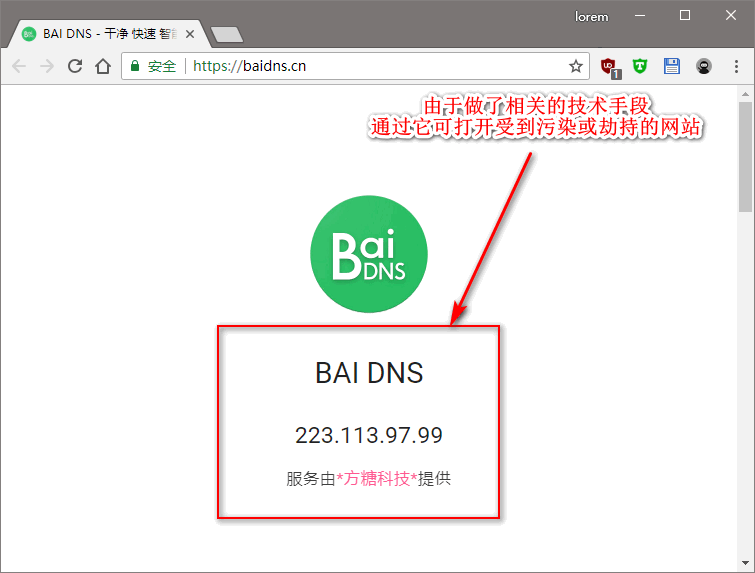 lorem
BAI DNS - 干净 快速 智能
安全 https://baidns.cn
1
由于做了相关的技术手段
通过它可打开受到污染或劫持的网站
Bai
DNS
BAI DNS
223.113.97.99
服务由*方糖科技*提供